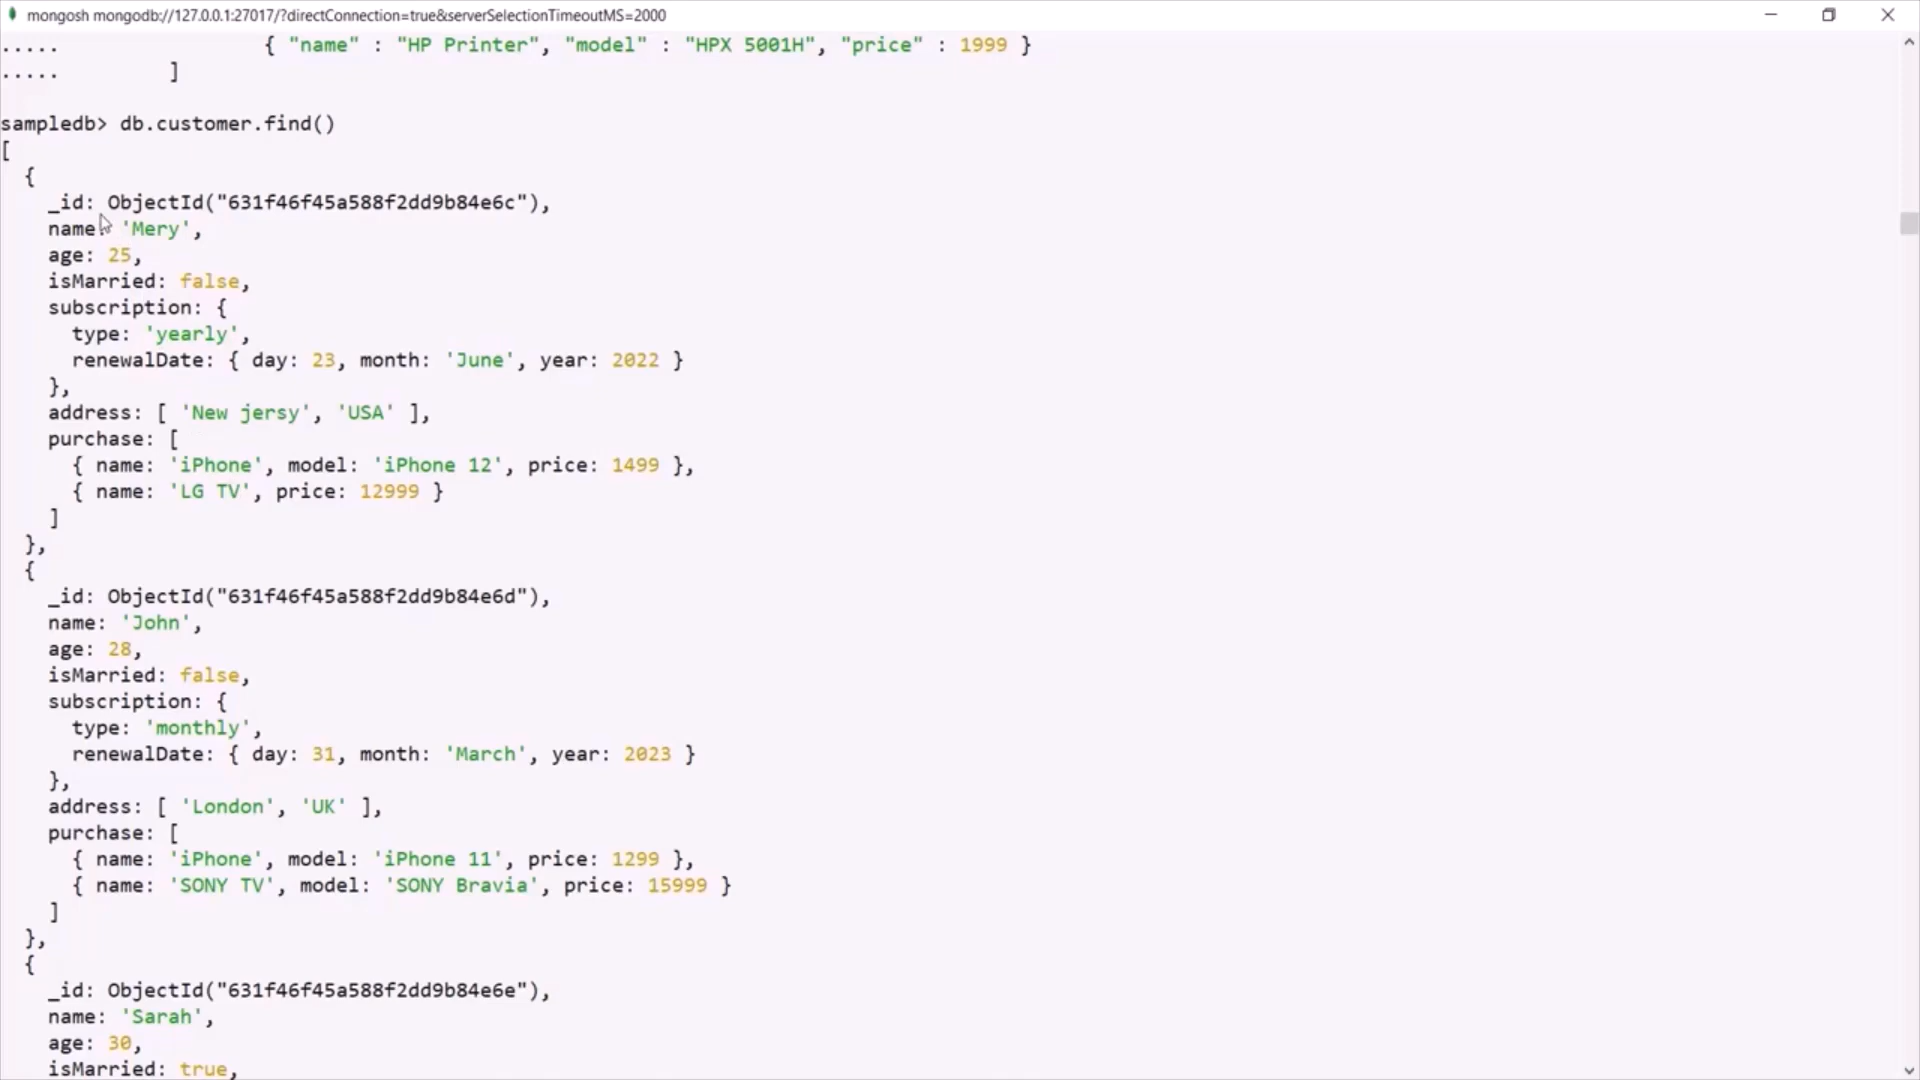 mongosh mongodb://127.0.0.1:27017/?directConnection=true&serverSelectionTimeoutMS=2000
.....                 { "name" : "HP Printer", "model" : "HPX 5001H", "price" : 1999 }
.....         ]
sampledb> db.customer.find()
[
  {
    _id: ObjectId("631f46f45a588f2dd9b84e6c"),
    name: 'Mery',
    age: 25,
    isMarried: false,
    subscription: {
      type: 'yearly',
      renewalDate: { day: 23, month: 'June', year: 2022 }
    },
    address: [ 'New jersy', 'USA' ],
    purchase: [
      { name: 'iPhone', model: 'iPhone 12', price: 1499 },
      { name: 'LG TV', price: 12999 }
    ]
  },
  {
    _id: ObjectId("631f46f45a588f2dd9b84e6d"),
    name: 'John',
    age: 28,
    isMarried: false,
    subscription: {
      type: 'monthly',
      renewalDate: { day: 31, month: 'March', year: 2023 }
    },
    address: [ 'London', 'UK' ],
    purchase: [
      { name: 'iPhone', model: 'iPhone 11', price: 1299 },
      { name: 'SONY TV', model: 'SONY Bravia', price: 15999 }
    ]
  },
  {
    _id: ObjectId("631f46f45a588f2dd9b84e6e"),
    name: 'Sarah',
    age: 30,
    isMarried: true,